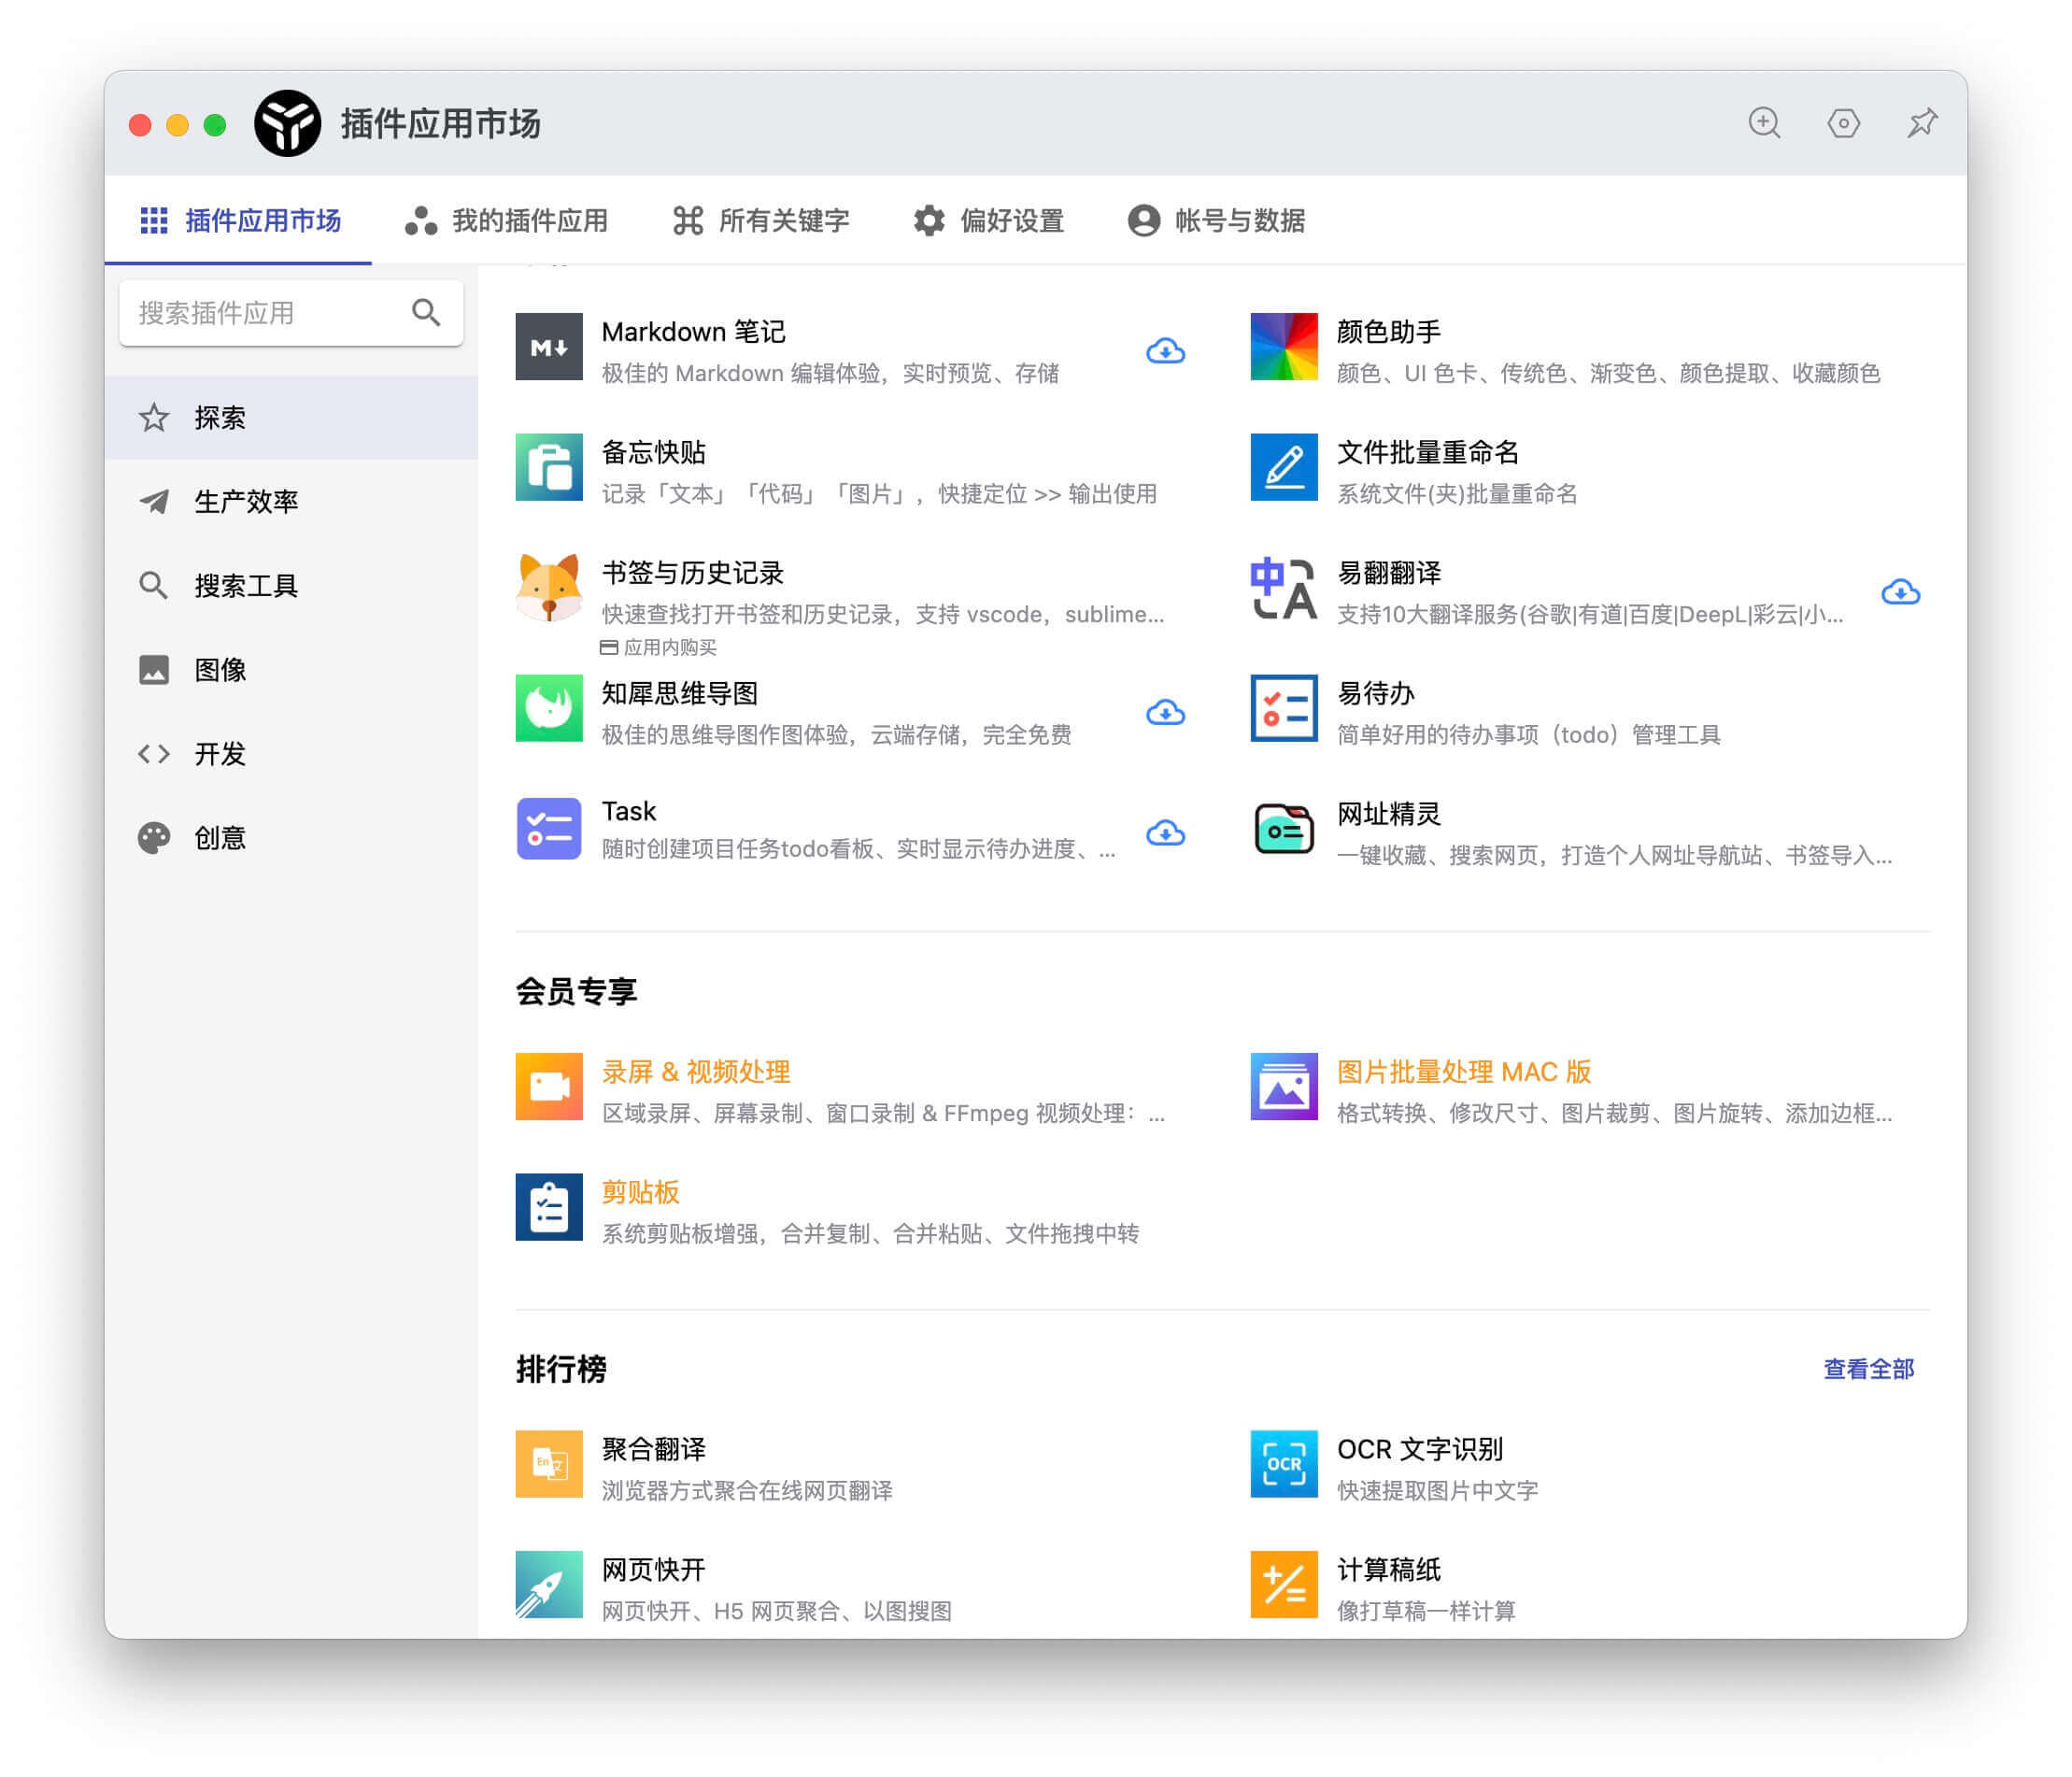 插件应用市场
插件应用市场 我的插件应用 所有关键字 偏好设置 帐号与数据
搜索插件应用
探索
生产效率
搜索工具
图像
开发
创意
M
Markdown 笔记
极佳的 Markdown 编辑体验，实时预览、存储
颜色助手
颜色、UI 色卡、传统色、渐变色、颜色提取、收藏颜色
备忘快贴
记录「文本」「代码」「图片」，快捷定位 >> 输出使用
文件批量重命名
系统文件(夹)批量重命名
书签与历史记录
快速查找打开书签和历史记录，支持 vscode，sublime...
应用内购买
中A
易翻翻译
支持10大翻译服务(谷歌|有道|百度|DeepL|彩云|小...
知犀思维导图
极佳的思维导图作图体验，云端存储，完全免费
易待办
简单好用的待办事项（todo）管理工具
Task
随时创建项目任务todo看板、实时显示待办进度、...
网址精灵
一键收藏、搜索网页，打造个人网址导航站、书签导入...
会员专享
录屏 & 视频处理
区域录屏、屏幕录制、窗口录制 & FFmpeg 视频处理：...
图片批量处理 MAC 版
格式转换、修改尺寸、图片裁剪、图片旋转、添加边框...
剪贴板
系统剪贴板增强，合并复制、合并粘贴、文件拖拽中转
排行榜
查看全部
En 文
聚合翻译
浏览器方式聚合在线网页翻译
OCR
OCR 文字识别
快速提取图片中文字
网页快开
网页快开、H5 网页聚合、以图搜图
计算稿纸
像打草稿一样计算